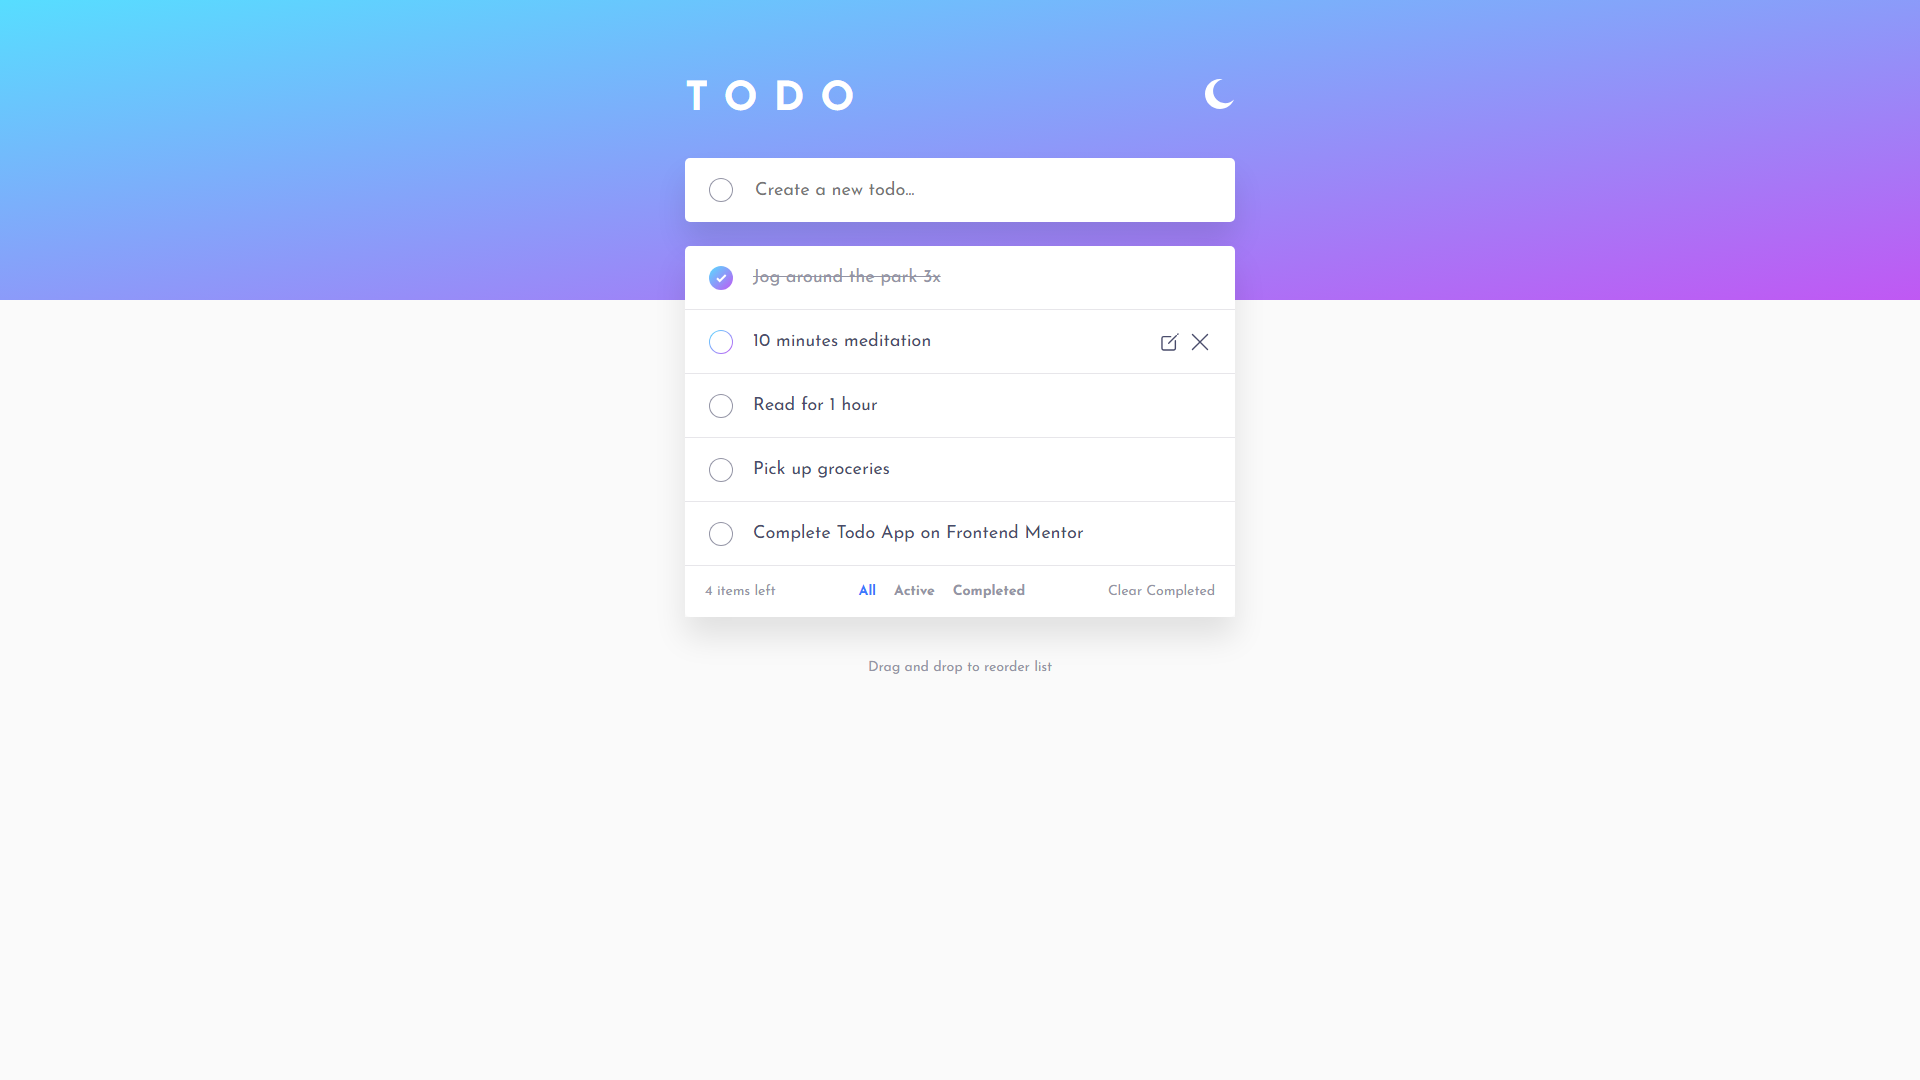 TODO
Create a new todo...
Jog around the park 3x
10 minutes meditation
Read for 1 hour
Pick up groceries
Complete Todo App on Frontend Mentor
4 items left All Active Completed Clear Completed
Drag and drop to reorder list